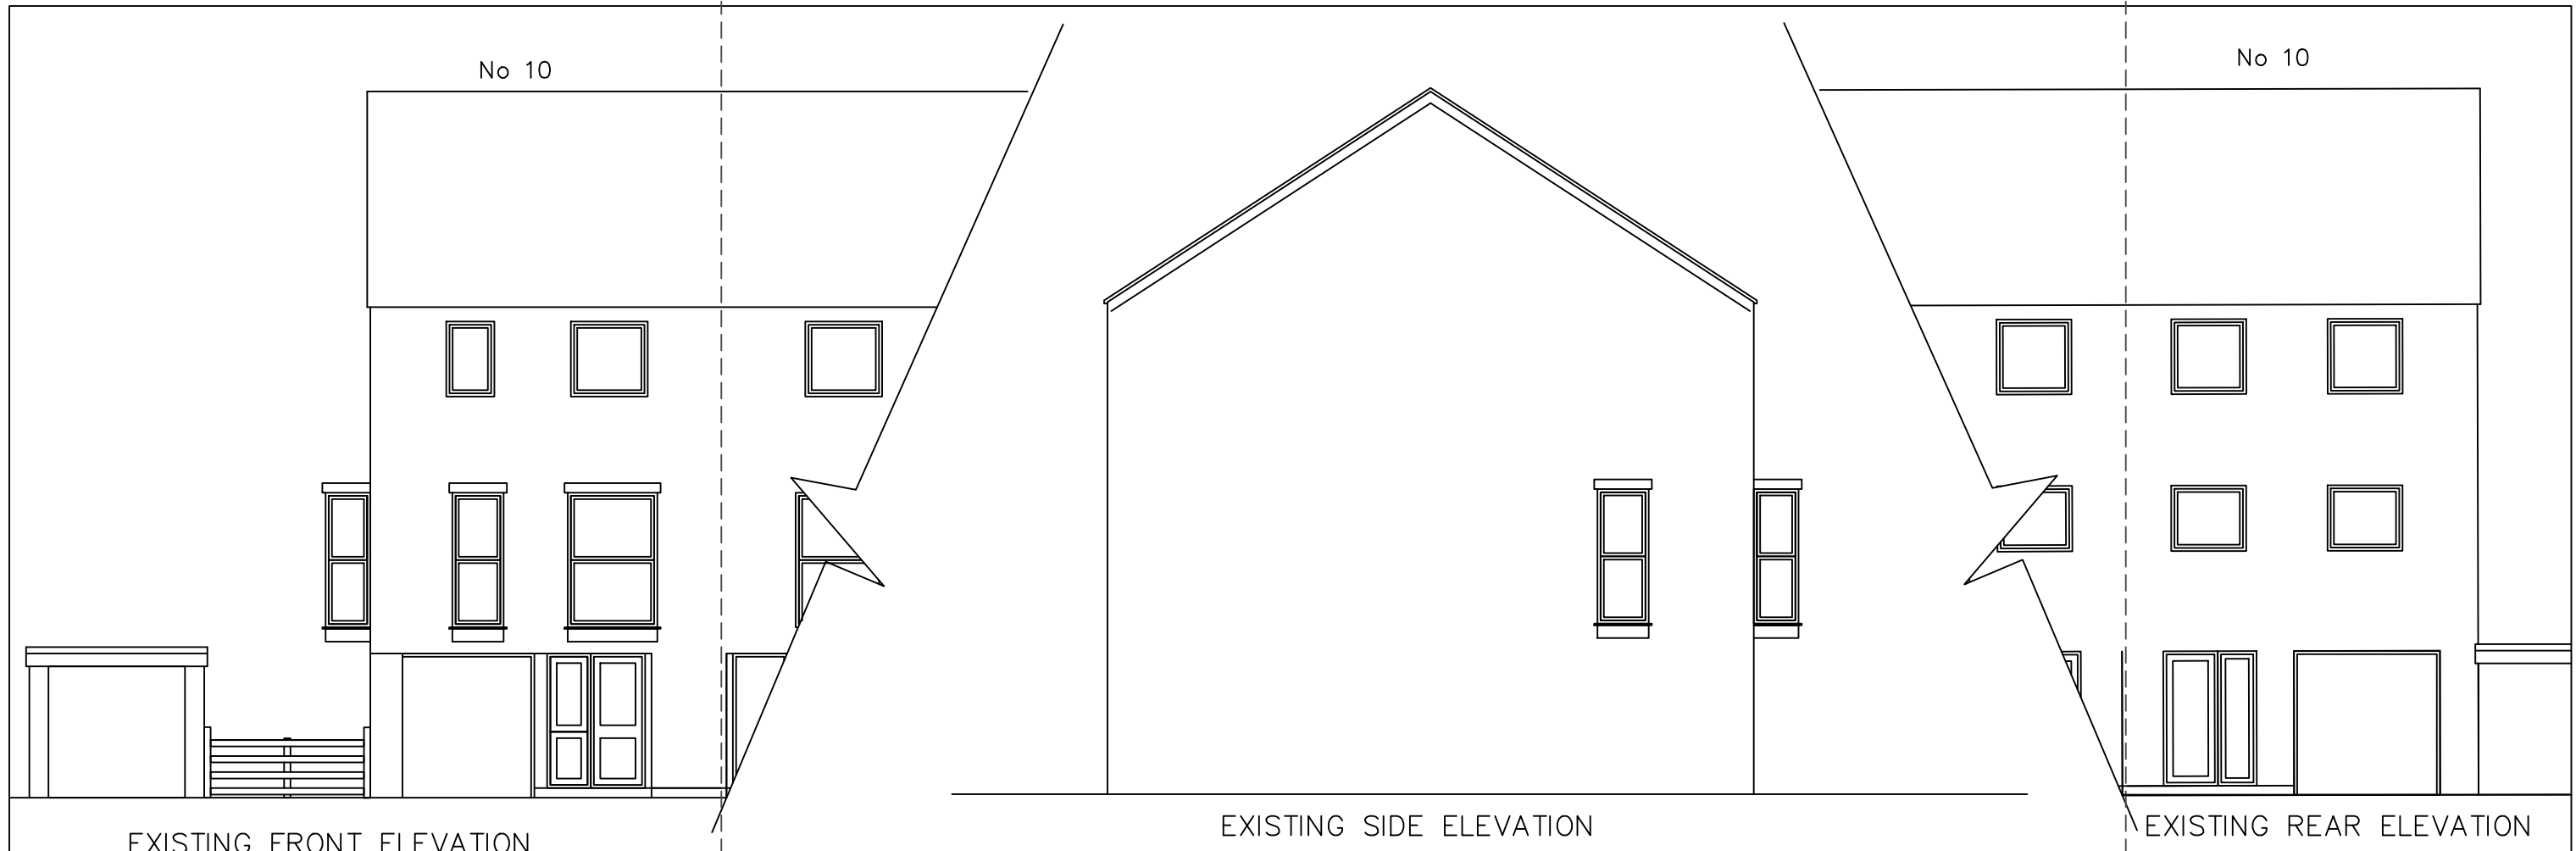 No 10
No 10
EXISTING FRONT ELEVATION
EXISTING SIDE ELEVATION
EXISTING REAR ELEVATION